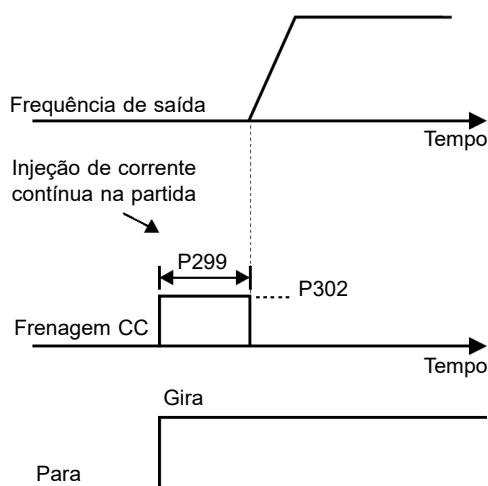 Frequência de saída
Tempo
Injeção de corrente
contínua na partida
P299
P302
Frenagem CC
Tempo
Gira
Para